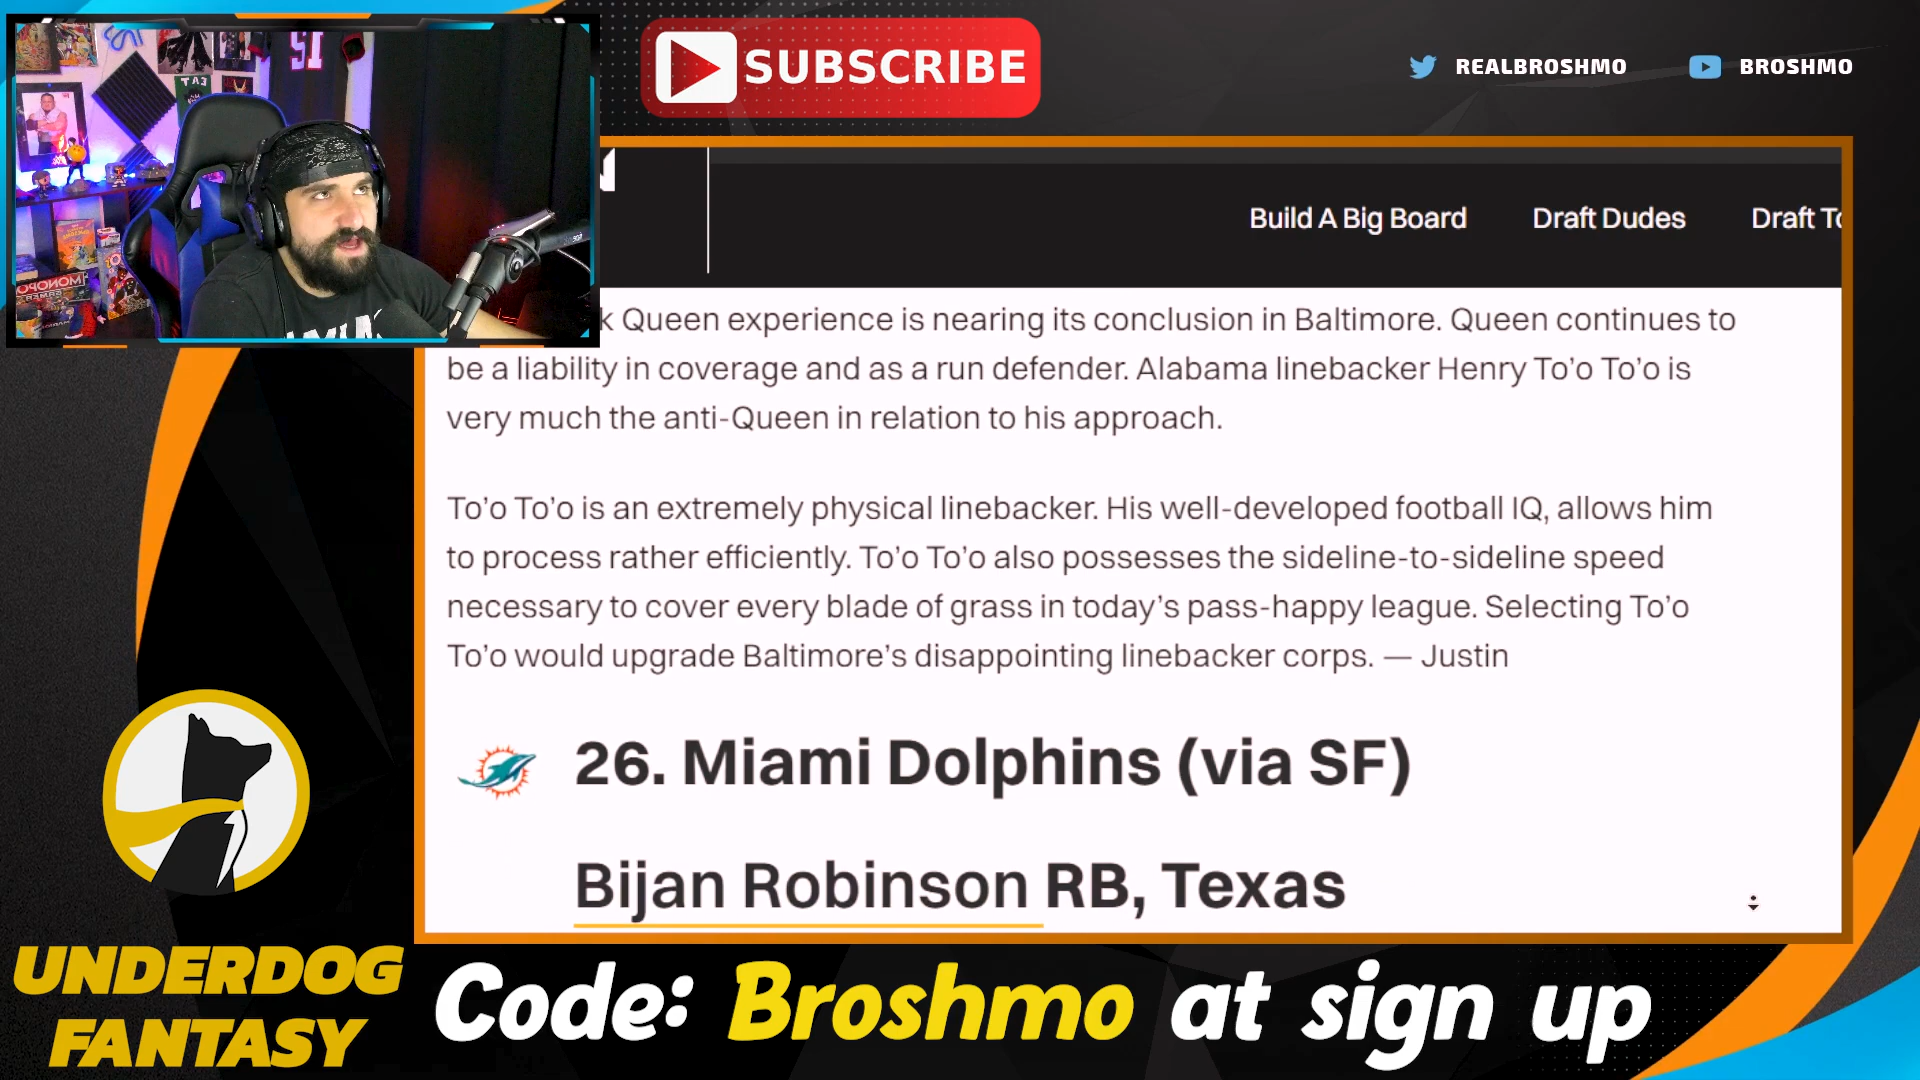 SUBSCRIBE
REALBROSHMO
BROSHMO
Build A Big Board
Draft Dudes
k Queen experience is nearing its conclusion in Baltimore. Queen continues to
be a liability in coverage and as a run defender. Alabama linebacker Henry To’o To’o is
very much the anti-Queen in relation to his approach.
To’o To’o is an extremely physical linebacker. His well-developed football IQ, allows him
to process rather efficiently. To’o To’o also possesses the sideline-to-sideline speed
necessary to cover every blade of grass in today’s pass-happy league. Selecting To’o
To’o would upgrade Baltimore’s disappointing linebacker corps. — Justin
26. Miami Dolphins (via SF)
Bijan Robinson RB, Texas
UNDERDOG
FANTASY
Code: Broshmo at sign up